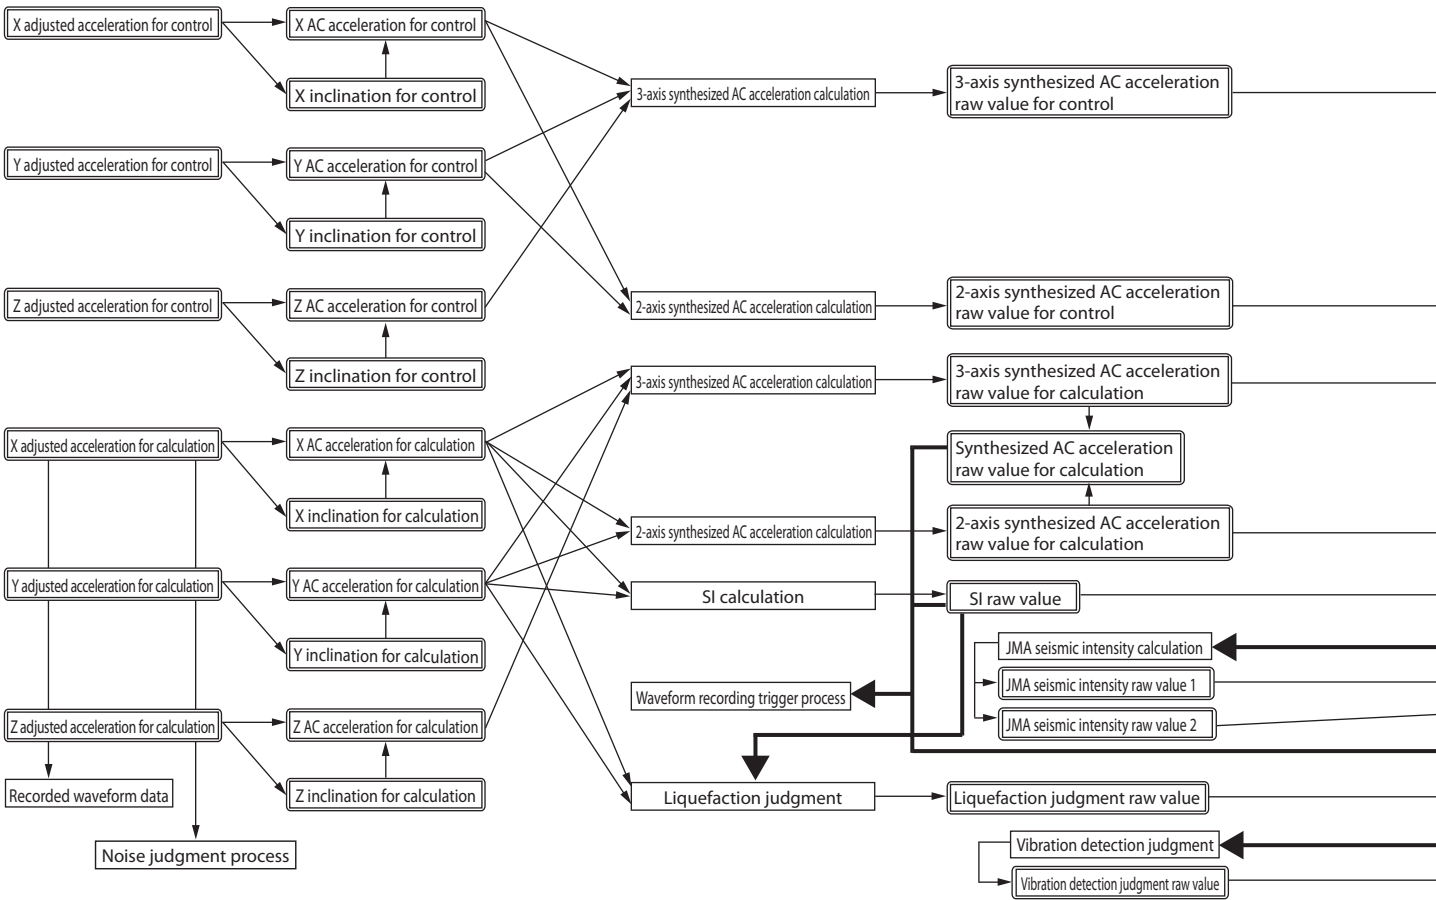 X adjusted acceleration for control
X AC acceleration for control
X inclination for control
3-axis synthesized AC acceleration calculation
3-axis synthesized AC acceleration
raw value for control
Y adjusted acceleration for control
Y AC acceleration for control
Y inclination for control
Z adjusted acceleration for control
Z AC acceleration for control
2-axis synthesized AC acceleration calculation
2-axis synthesized AC acceleration
raw value for control
Z inclination for control
3-axis synthesized AC acceleration calculation
3-axis synthesized AC acceleration
raw value for calculation
X adjusted acceleration for calculation
X AC acceleration for calculation
Synthesized AC acceleration
raw value for calculation
X inclination for calculation
2-axis synthesized AC acceleration calculation
2-axis synthesized AC acceleration
raw value for calculation
Y adjusted acceleration for calculation
Y AC acceleration for calculation
SI calculation
SI raw value
Y inclination for calculation
JMA seismic intensity calculation
JMA seismic intensity raw value 1
Waveform recording trigger process
JMA seismic intensity raw value 2
Z adjusted acceleration for calculation
Z AC acceleration for calculation
Recorded waveform data
Z inclination for calculation
Liquefaction judgment
Liquefaction judgment raw value
Noise judgment process
Vibration detection judgment
Vibration detection judgment raw value